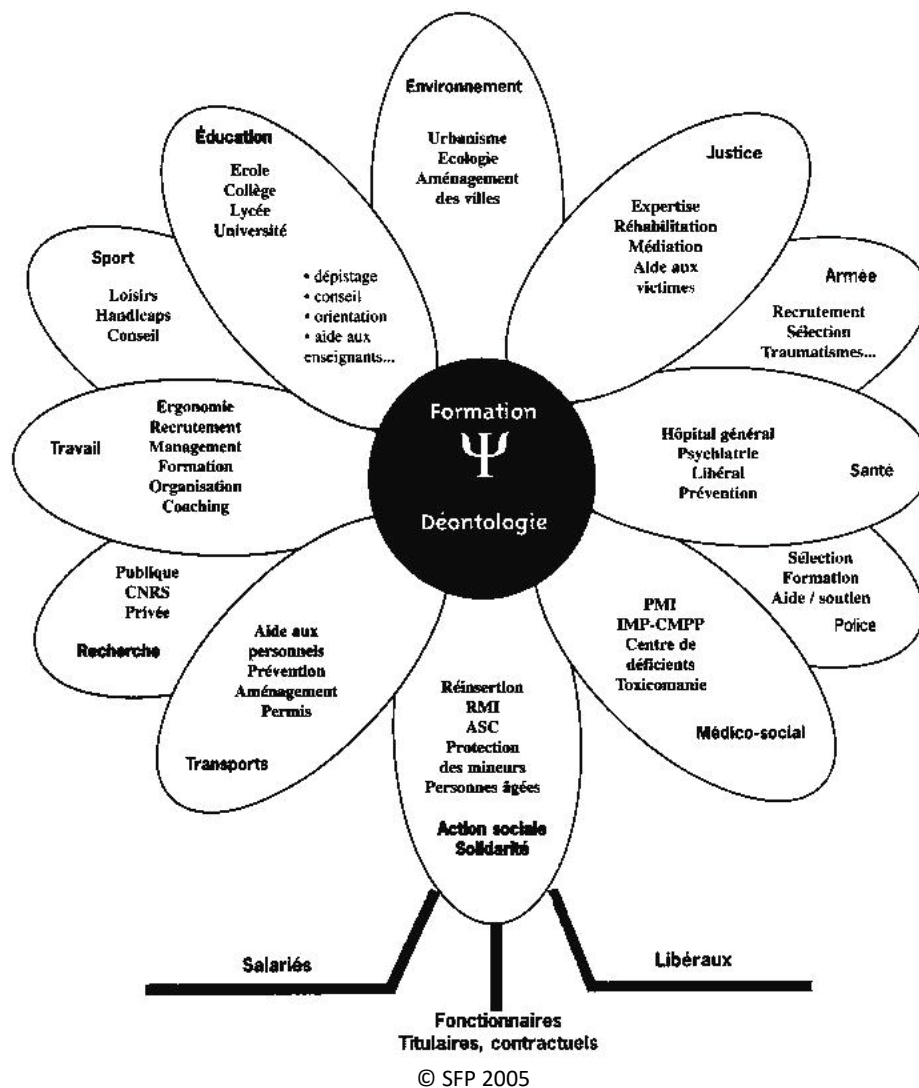 Environnement
Urbanisme
Ecologie
Aménagement
des villes
Éducation
Ecole
Collège
Lycée
Université
• dépistage
• conseil
• orientation
• aide aux
enseignants...
Justice
Expertise
Réhabilitation
Médiation
Aide aux
victimes
Sport
Loisirs
Handicaps
Conseil
Armée
Recrutement
Sélection
Traumatismes...
Formation
Ψ
Déontologie
Travail
Ergonomie
Recrutement
Management
Formation
Organisation
Coaching
Hôpital général
Psychiatrie
Libéral
Prévention
Santé
Publique
CNRS
Privée
Recherche
Sélection
Formation
Aide / soutien
Police
Aide aux
personnels
Prévention
Aménagement
Permis
Transports
PMI
IMP-CMPP
Centre de
déficients
Toxicomanie
Médico-social
Réinsertion
RMI
ASC
Protection
des mineurs
Personnes âgées
Action sociale
Solidarité
Salariés
Libéraux
Fonctionnaires
Titulaires, contractuels
© SFP 2005